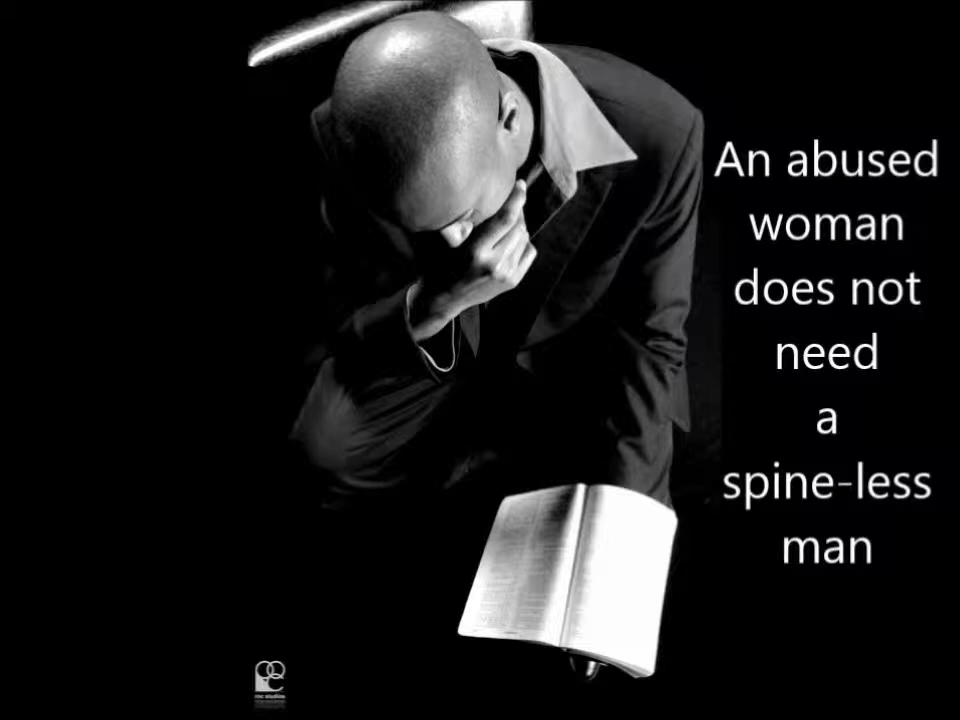 An abused
woman
does not
need
a
spine-less
man